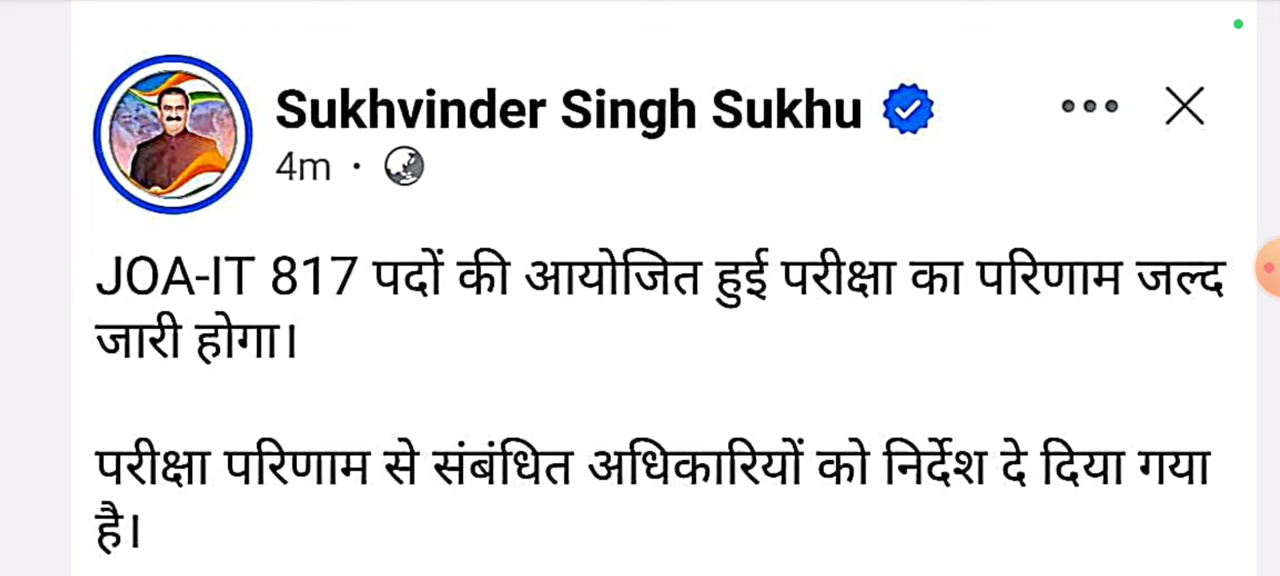 Sukhvinder Singh Sukhu
4m ·
JOA-IT 817 पदों की आयोजित हुई परीक्षा का परिणाम जल्द
जारी होगा।
परीक्षा परिणाम से संबंधित अधिकारियों को निर्देश दे दिया गया
है।